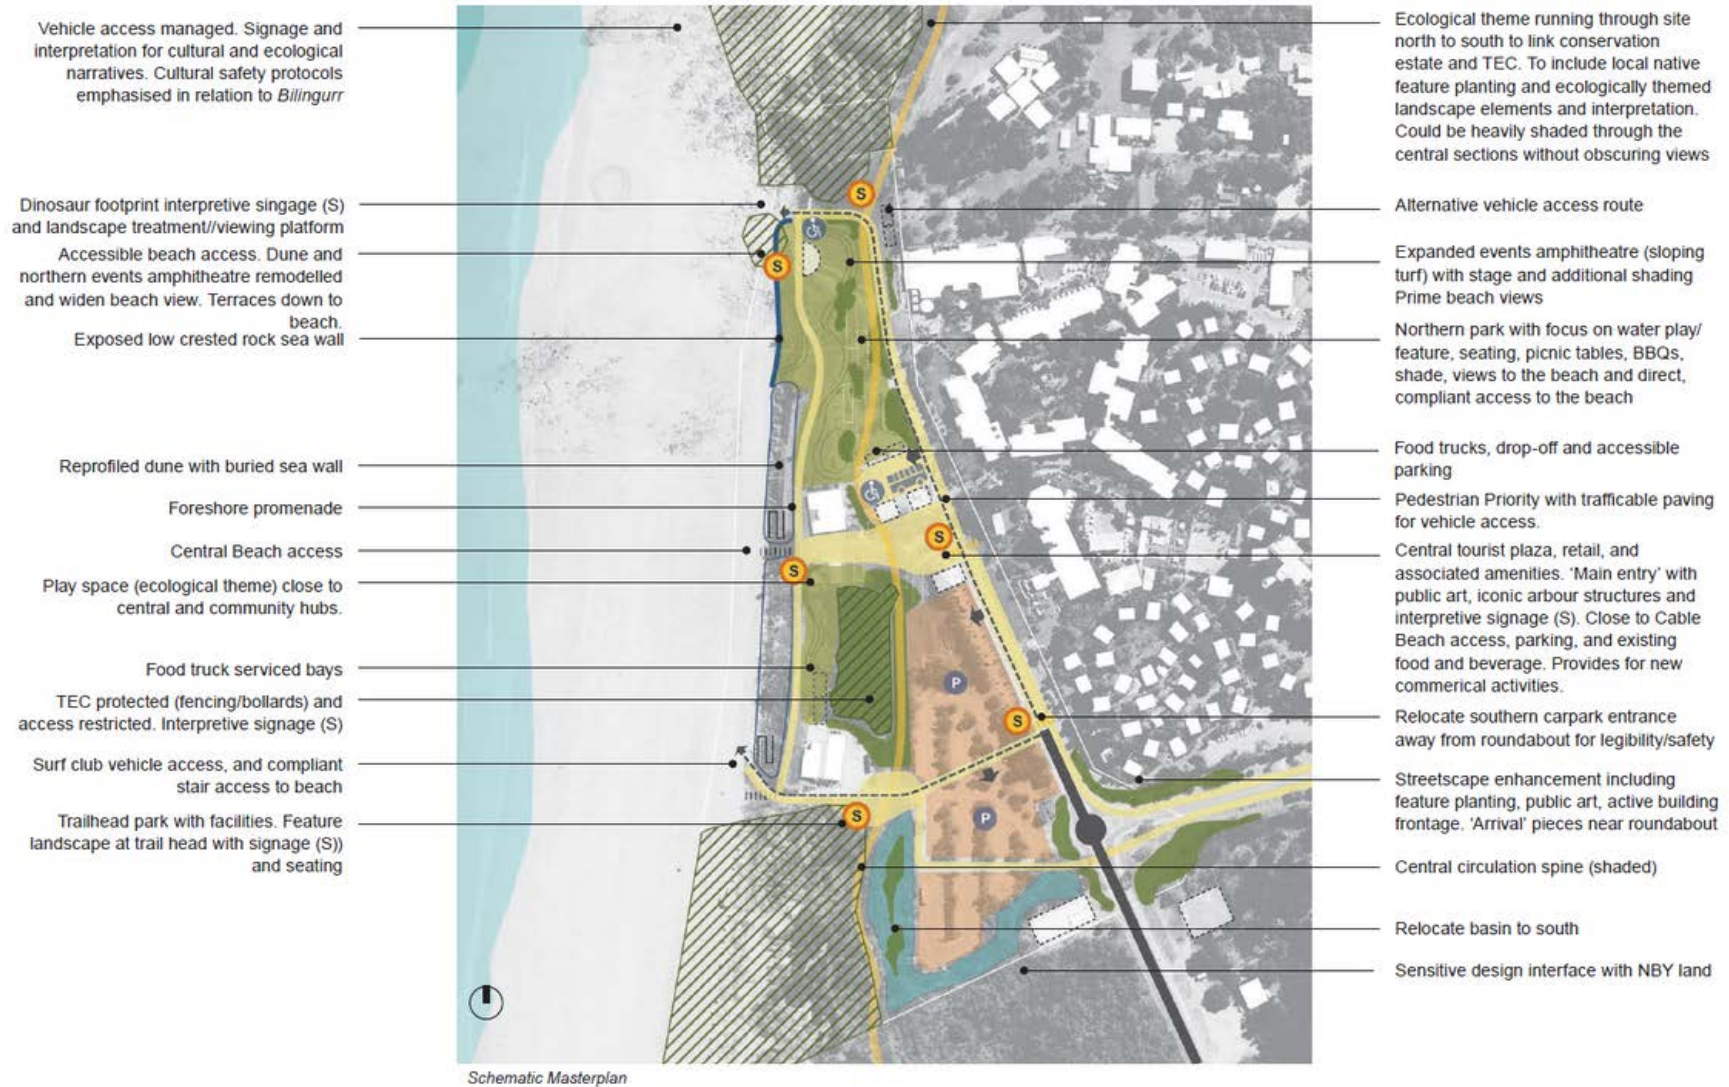 Vehicle access managed. Signage and
interpretation for cultural and ecological
narratives. Cultural safety protocols
emphasised in relation to Bilingurr
Dinosaur footprint interpretive singage (S)
and landscape treatment//viewing platform
Accessible beach access. Dune and
northern events amphitheatre remodelled
and widen beach view. Terraces down to
beach.
Exposed low crested rock sea wall
Reprofiled dune with buried sea wall
Foreshore promenade
Central Beach access
Play space (ecological theme) close to
central and community hubs.
Food truck serviced bays
TEC protected (fencing/bollards) and
access restricted. Interpretive signage (S)
Surf club vehicle access, and compliant
stair access to beach
Trailhead park with facilities. Feature
landscape at trail head with signage (S))
and seating
S
S
S
S
P
S
S
P
Ecological theme running through site
north to south to link conservation
estate and TEC. To include local native
feature planting and ecologically themed
landscape elements and interpretation.
Could be heavily shaded through the
central sections without obscuring views
Alternative vehicle access route
Expanded events amphitheatre (sloping
turf) with stage and additional shading
Prime beach views
Northern park with focus on water play/
feature, seating, picnic tables, BBQs,
shade, views to the beach and direct,
compliant access to the beach
Food trucks, drop-off and accessible
parking
Pedestrian Priority with trafficable paving
for vehicle access.
Central tourist plaza, retail, and
associated amenities. ‘Main entry’ with
public art, iconic arbour structures and
interpretive signage (S). Close to Cable
Beach access, parking, and existing
food and beverage. Provides for new
commerical activities.
Relocate southern carpark entrance
away from roundabout for legibility/safety
Streetscape enhancement including
feature planting, public art, active building
frontage. ‘Arrival’ pieces near roundabout
Central circulation spine (shaded)
Relocate basin to south
Sensitive design interface with NBY land
Schematic Masterplan